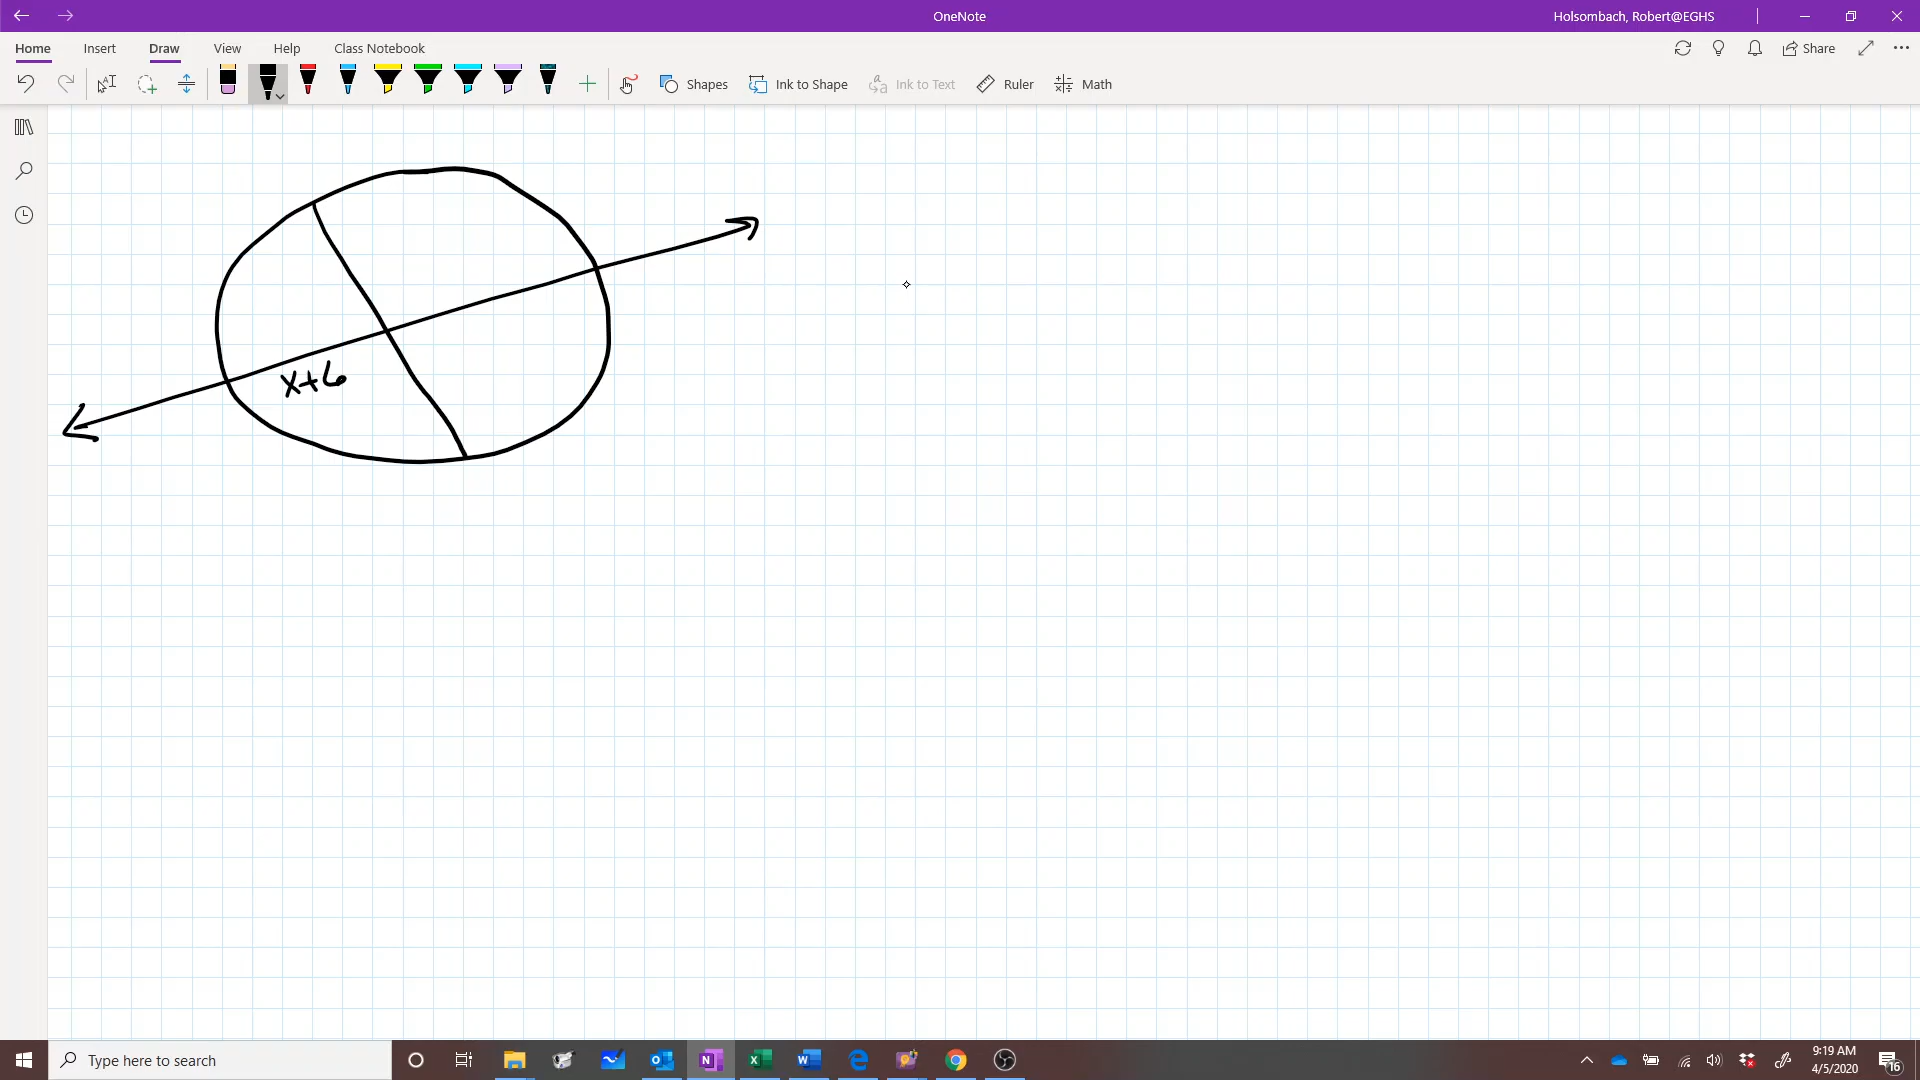 OneNote
Holsombach, Robert@EGHS
Home Insert Draw View Help Class Notebook
Share
Shapes Ink to Shape Ink to Text Ruler Math
x+6
Type here to search
9:19 AM
4/5/2020
16